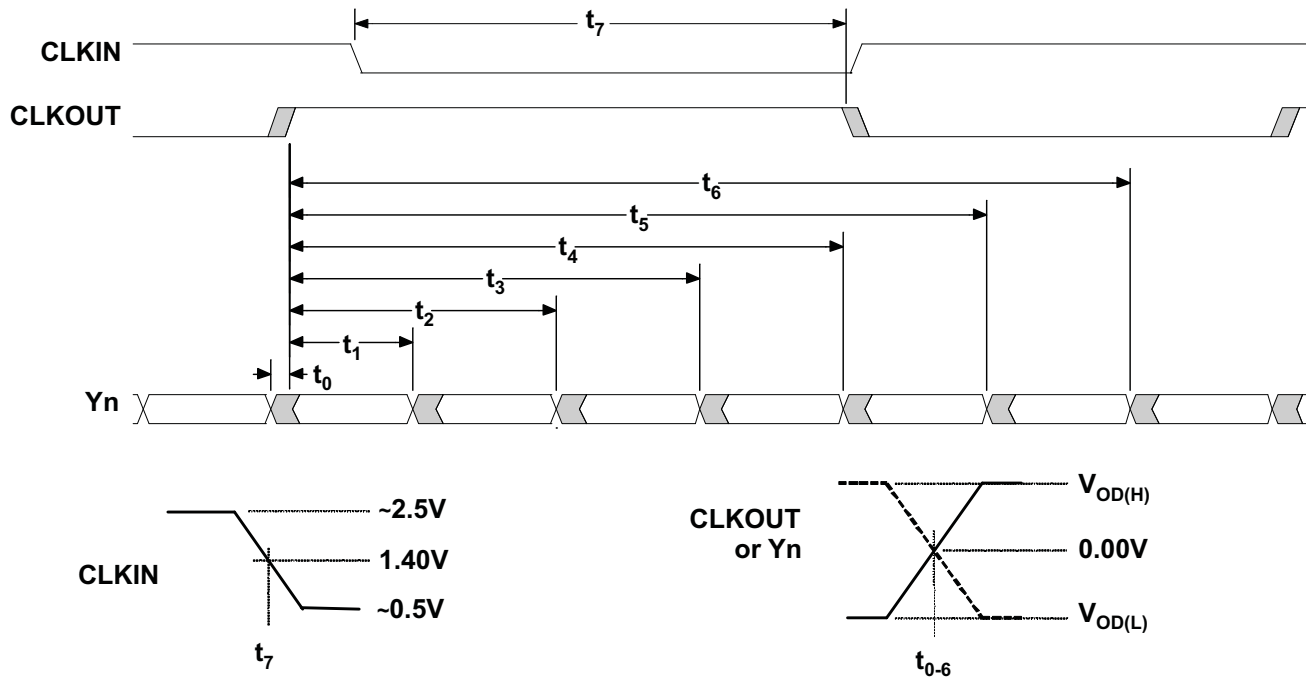 t7
CLKIN
CLKOUT
t6
t5
t4
t3
t2
t1
t0
Yn
~2.5V
1.40V
CLKIN
~0.5V
t7
VOD(H)
CLKOUT
or Yn
0.00V
VOD(L)
t0-6